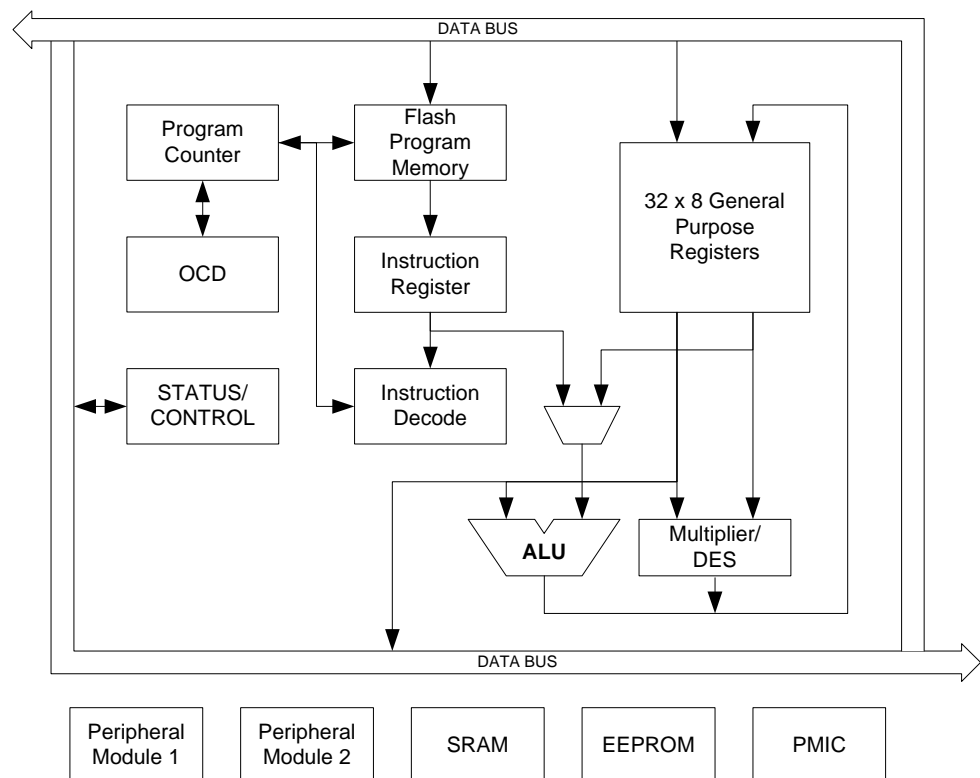 DATA BUS
Program
Counter
Flash
Program
Memory
32 x 8 General
Purpose
Registers
OCD
Instruction
Register
STATUS/
CONTROL
Instruction
Decode
ALU
Multiplier/
DES
DATA BUS
Peripheral
Module 1
Peripheral
Module 2
SRAM
EEPROM
PMIC